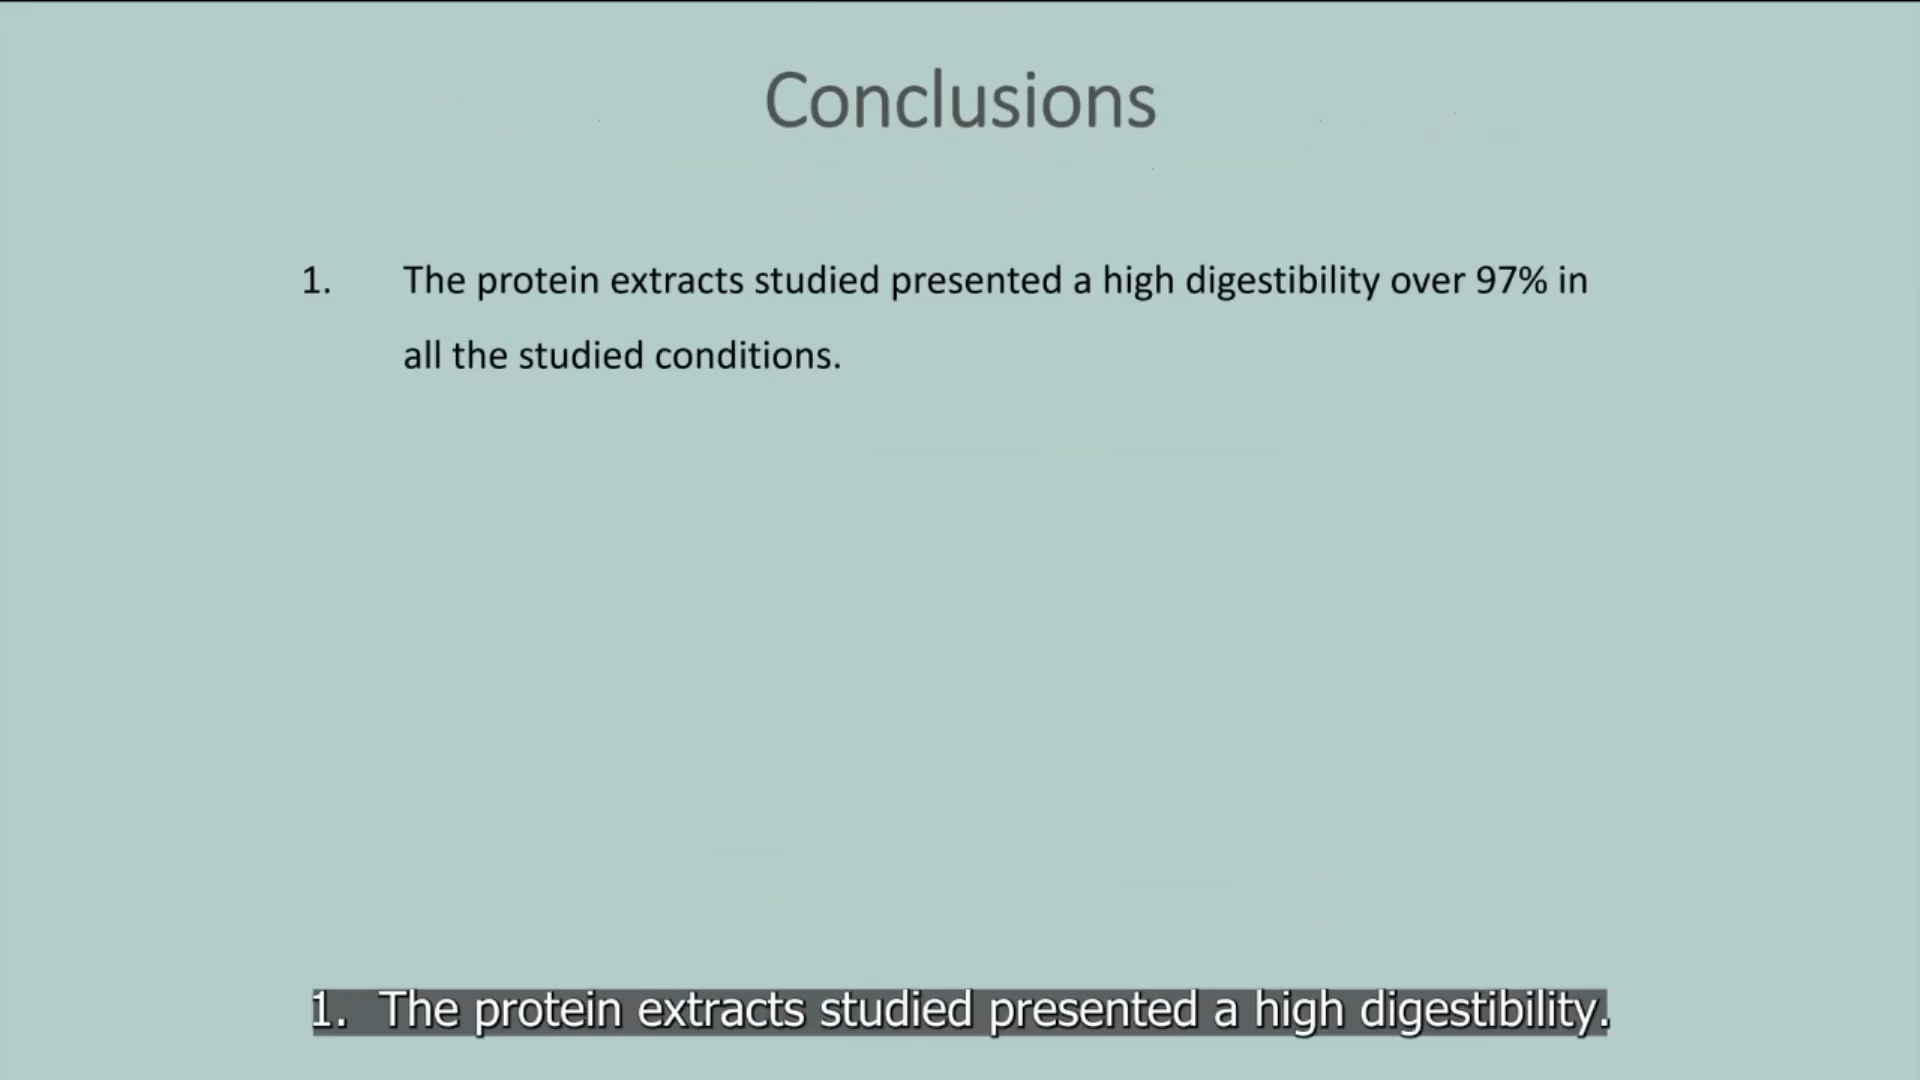 Conclusions
1. The protein extracts studied presented a high digestibility over 97% in
all the studied conditions.
1. The protein extracts studied presented a high digestibility.